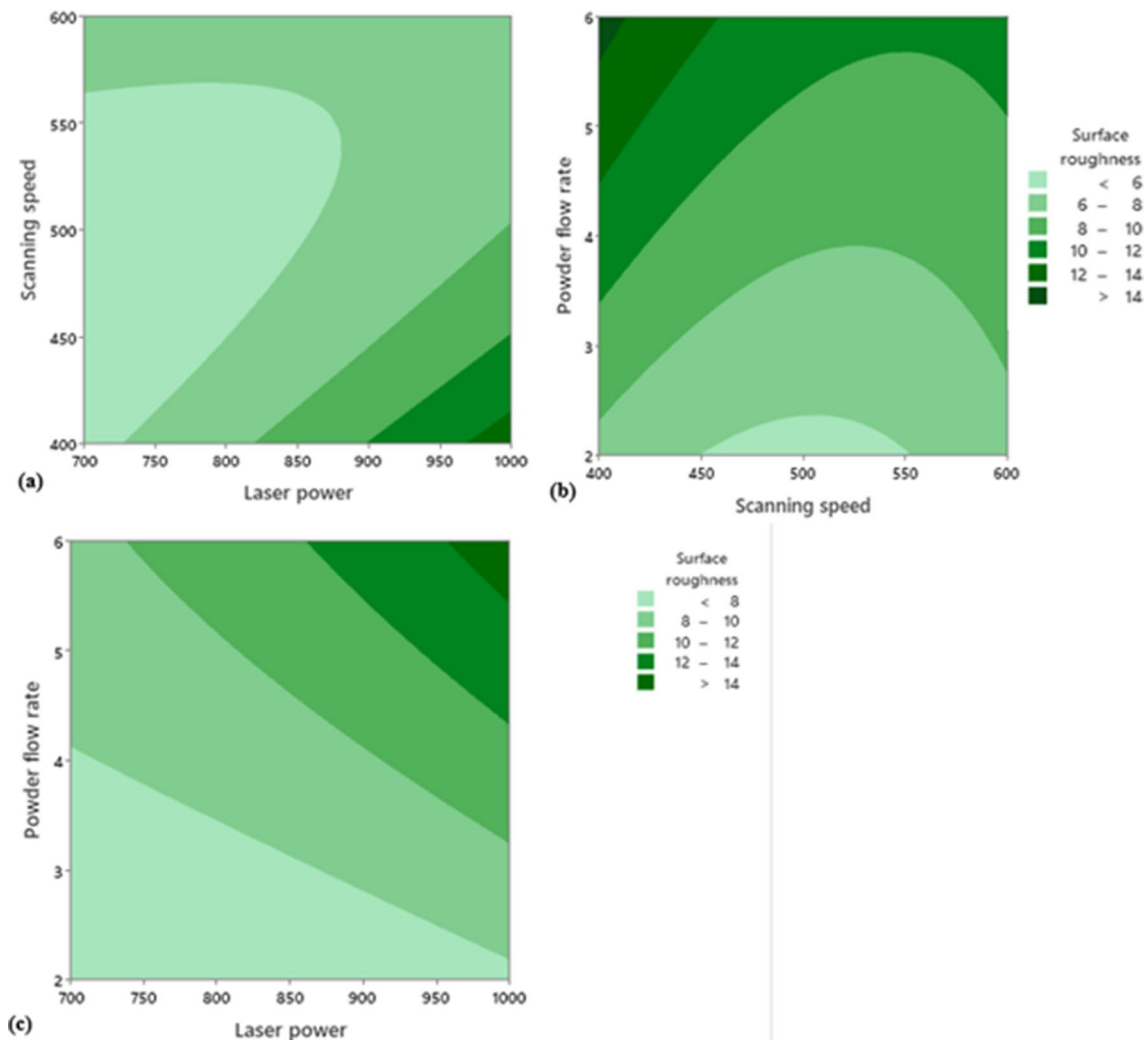 600
550
500
450
400
Scanning speed
700 750 800 850 900 950 1000
Laser power
(a)
6
5
4
3
2
Powder flow rate
400 450 500 550 600
Scanning speed
(b)
Surface
roughness
< 6
6 – 8
8 – 10
10 – 12
12 – 14
> 14
6
5
4
3
2
Powder flow rate
700 750 800 850 900 950 1000
Laser power
(c)
Surface
roughness
< 8
8 – 10
10 – 12
12 – 14
> 14